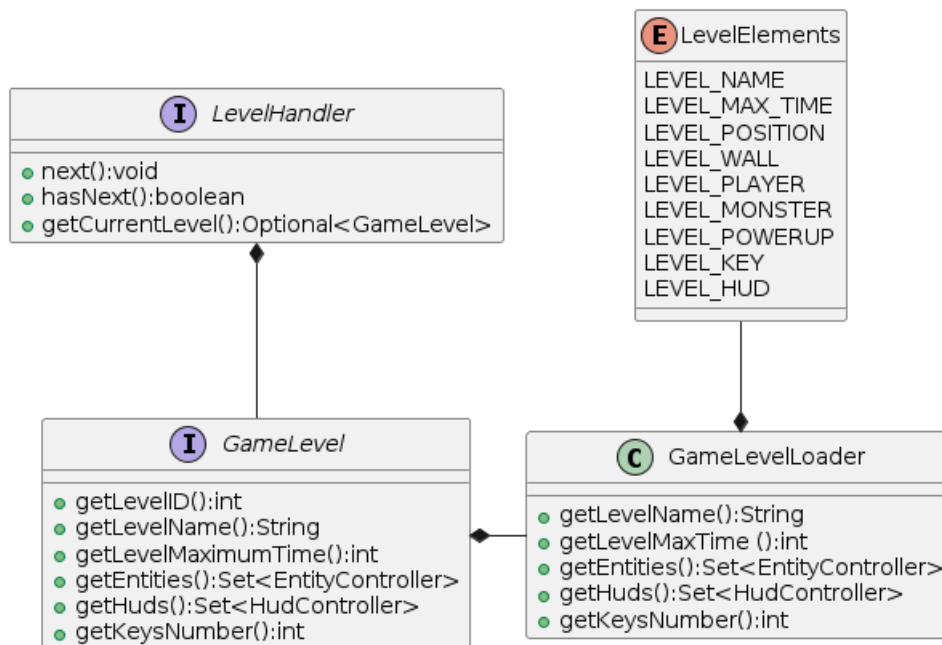 E LevelElements
LEVEL_NAME
LEVEL_MAX_TIME
LEVEL_POSITION
LEVEL_WALL
LEVEL_PLAYER
LEVEL_MONSTER
LEVEL_POWERUP
LEVEL_KEY
LEVEL_HUD
I LevelHandler
next():void
hasNext():boolean
getCurrentLevel():Optional<GameLevel>
I GameLevel
getLevelID():int
getLevelName():String
getLevelMaximumTime():int
getEntities():Set<EntityController>
getHuds():Set<HudController>
getKeysNumber():int
C GameLevelLoader
getLevelName():String
getLevelMaxTime ():int
getEntities():Set<EntityController>
getHuds():Set<HudController>
getKeysNumber():int